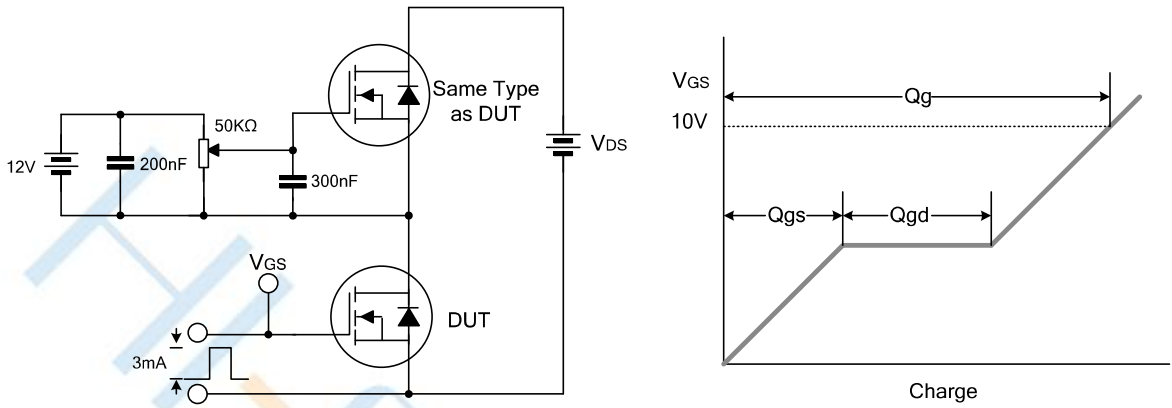 Same Type
as DUT
50KΩ
12V
200nF
300nF
VDS
VGS
DUT
3mA
VGS
Qg
10V
Qgs
Qgd
Charge